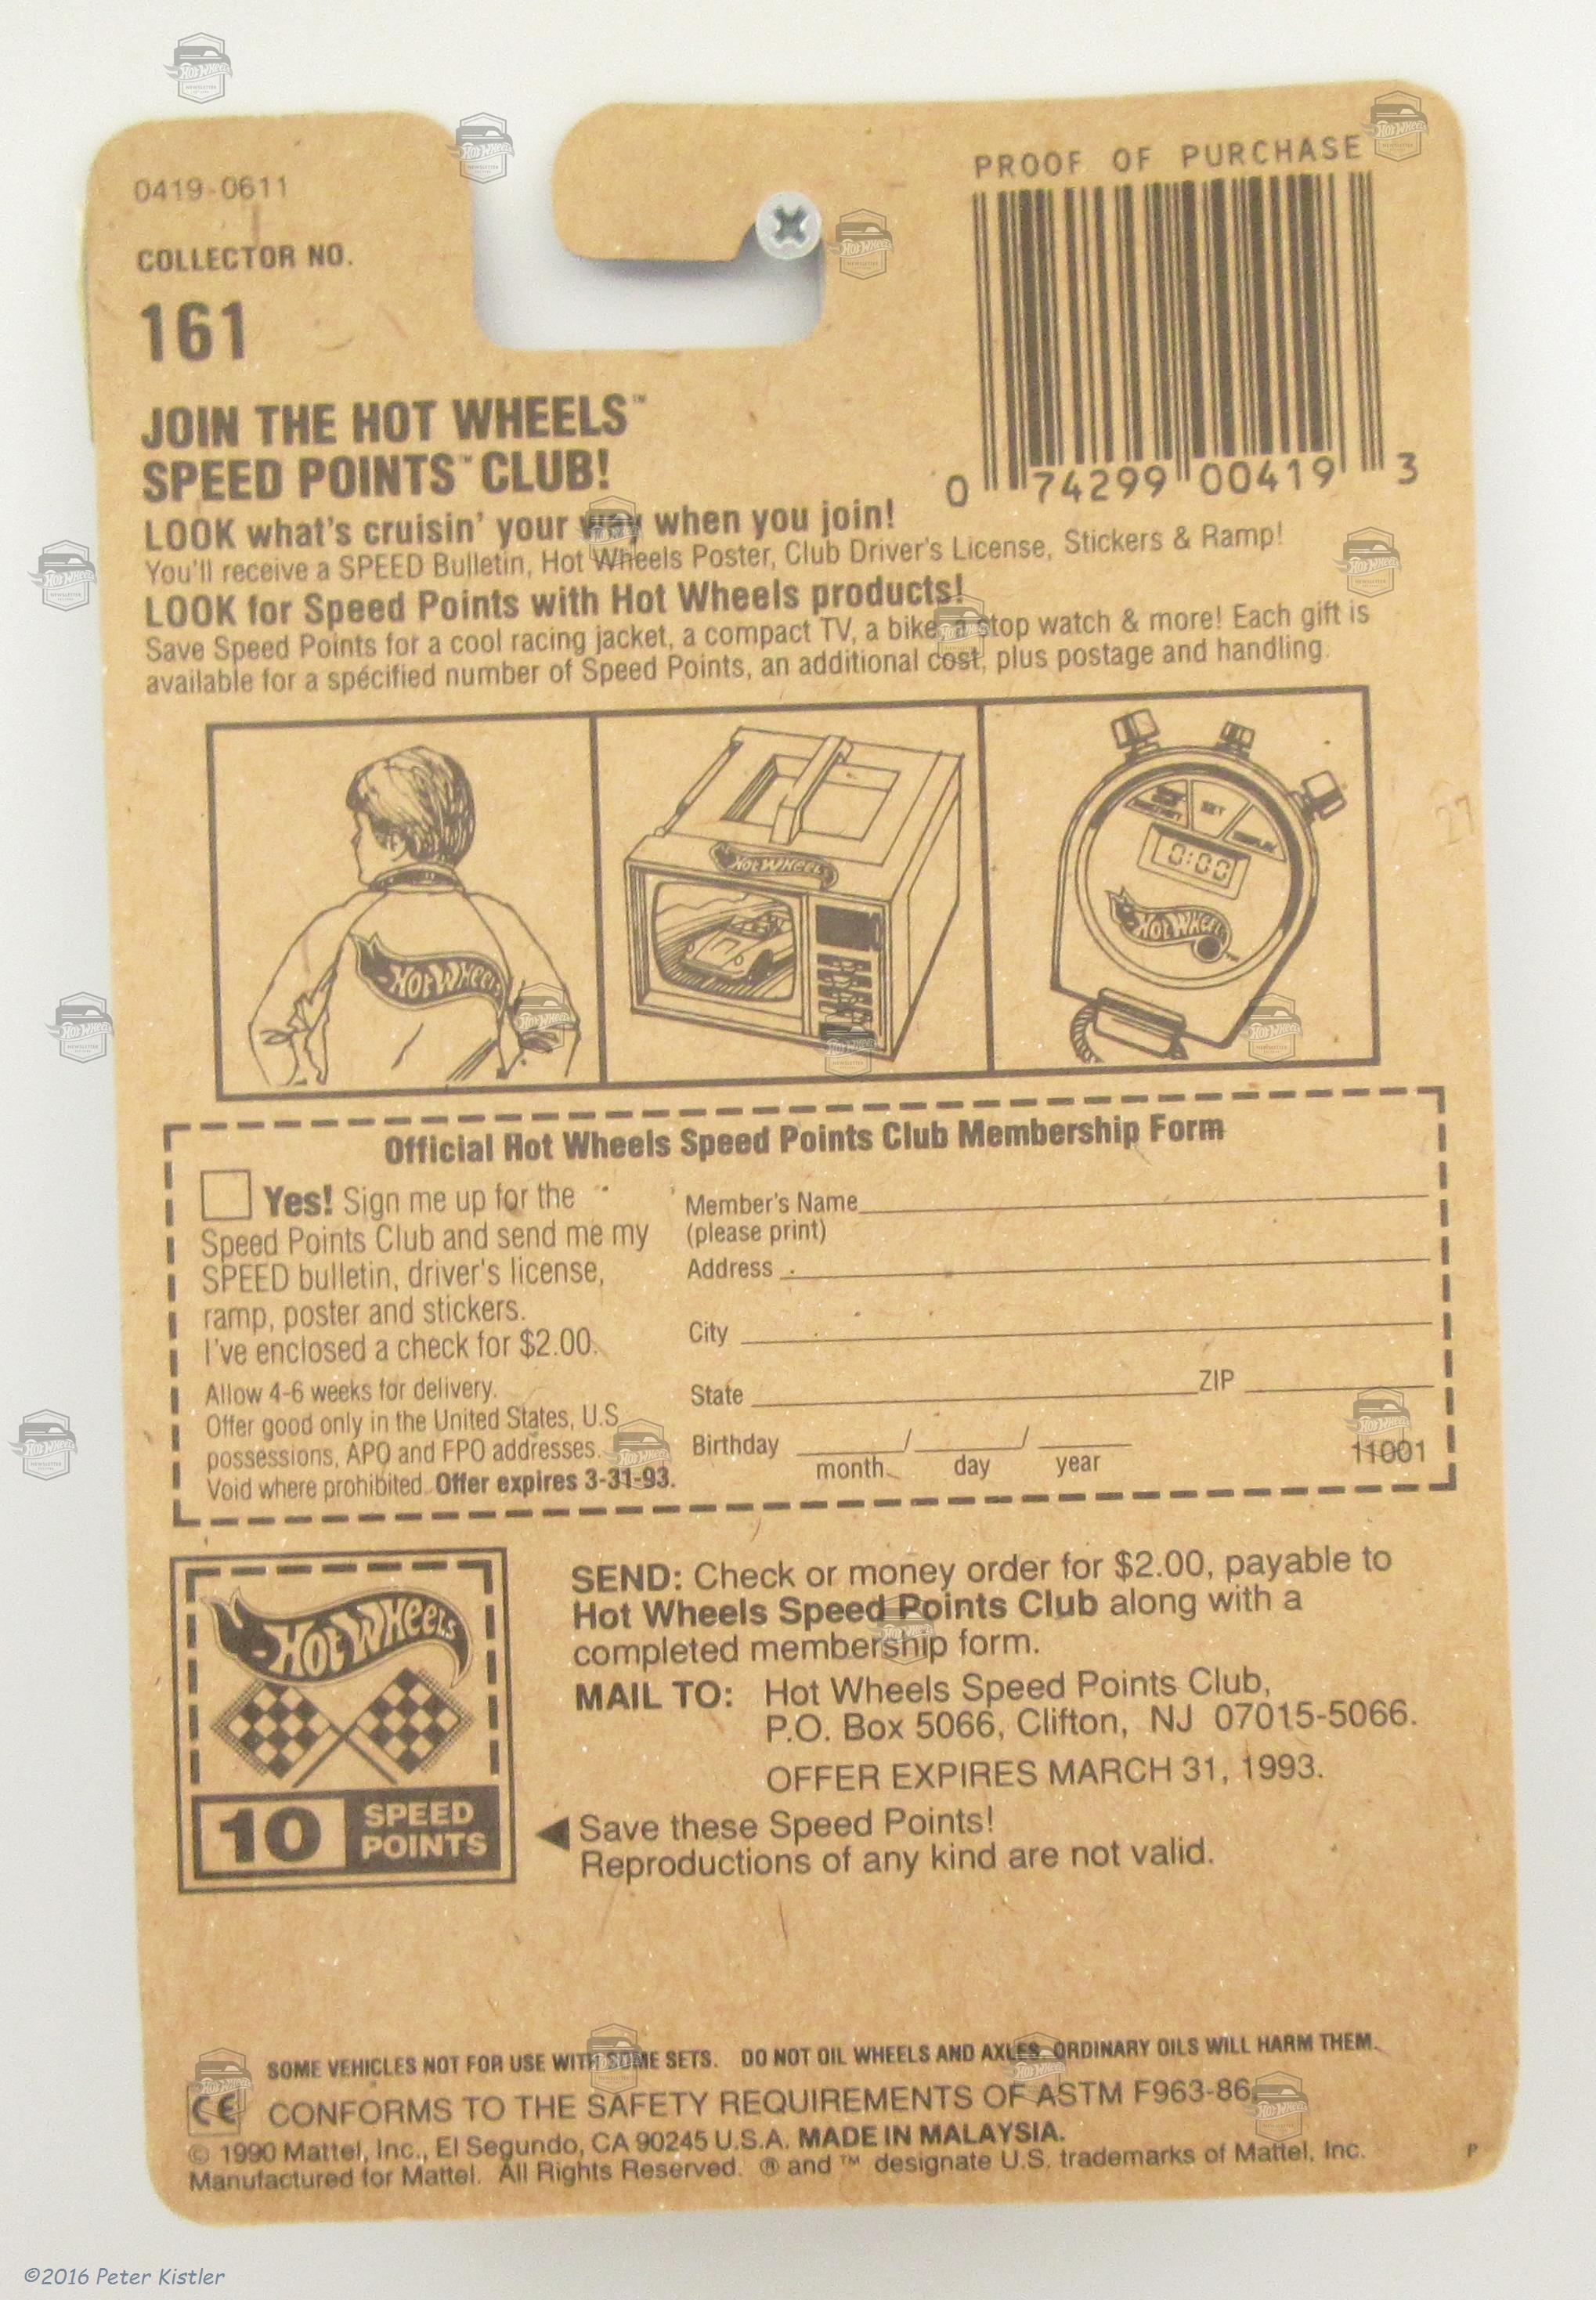 0419-0611
COLLECTOR NO.
161
PROOF OF PURCHASE
0 74299 00419 3
JOIN THE HOT WHEELS™
SPEED POINTS™ CLUB!
LOOK what's cruisin' your way when you join!
You'll receive a SPEED Bulletin, Hot Wheels Poster, Club Driver's License, Stickers & Ramp!
LOOK for Speed Points with Hot Wheels products!
Save Speed Points for a cool racing jacket, a compact TV, a bike, a stop watch & more! Each gift is
available for a specified number of Speed Points, an additional cost, plus postage and handling.
HOT WHEELS
HOT WHEELS
SET
0:00
HOT WHEELS
27
Official Hot Wheels Speed Points Club Membership Form
Yes! Sign me up for the
Speed Points Club and send me my
SPEED bulletin, driver's license,
ramp, poster and stickers.
I've enclosed a check for $2.00.
Allow 4-6 weeks for delivery.
Offer good only in the United States, U.S.
possessions, APO and FPO addresses.
Void where prohibited. Offer expires 3-31-93.
Member's Name
(please print)
Address
City
State ZIP
Birthday / /
month day year
11001
HOT WHEELS
10 SPEED
POINTS
SEND: Check or money order for $2.00, payable to
Hot Wheels Speed Points Club along with a
completed membership form.
MAIL TO: Hot Wheels Speed Points Club,
P.O. Box 5066, Clifton, NJ 07015-5066.
OFFER EXPIRES MARCH 31, 1993.
Save these Speed Points!
Reproductions of any kind are not valid.
SOME VEHICLES NOT FOR USE WITH SOME SETS. DO NOT OIL WHEELS AND AXLES. ORDINARY OILS WILL HARM THEM.
CE CONFORMS TO THE SAFETY REQUIREMENTS OF ASTM F963-86.
© 1990 Mattel, Inc., El Segundo, CA 90245 U.S.A. MADE IN MALAYSIA.
Manufactured for Mattel. All Rights Reserved. ® and ™ designate U.S. trademarks of Mattel, Inc.
P
©2016 Peter Kistler